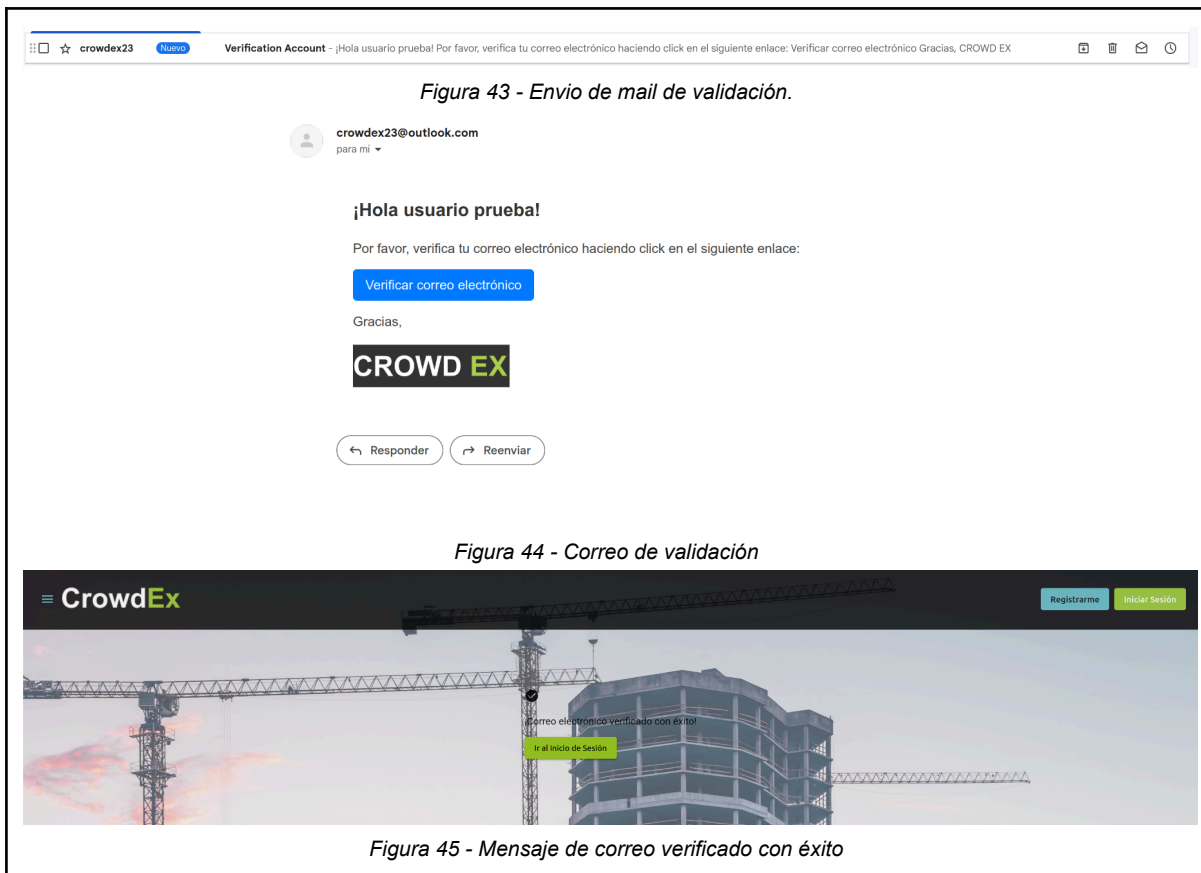 crowdex23 Nuevo Verification Account - ¡Hola usuario prueba! Por favor, verifica tu correo electrónico haciendo click en el siguiente enlace: Verificar correo electrónico Gracias, CROWD EX
Figura 43 - Envio de mail de validación.
crowdex23@outlook.com
para mí
¡Hola usuario prueba!
Por favor, verifica tu correo electrónico haciendo click en el siguiente enlace:
Verificar correo electrónico
Gracias,
CROWD EX
Responder Reenviar
Figura 44 - Correo de validación
CrowdEx Registrarme Iniciar Sesión
¡Correo electrónico verificado con éxito!
Ir al Inicio de Sesión
Figura 45 - Mensaje de correo verificado con éxito